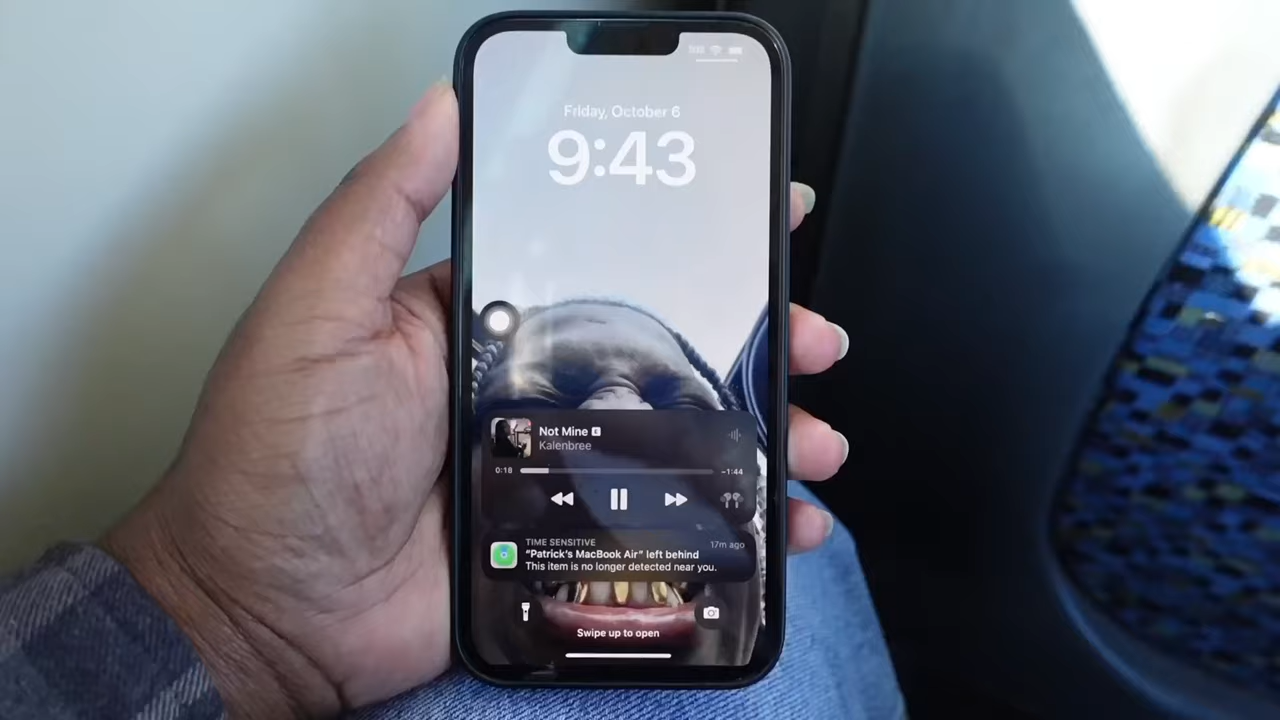 Friday, October 6
9:43
Not Mine E
Kalenbree
0:18
-1:44
TIME SENSITIVE
17m ago
"Patrick's MacBook Air" left behind
This item is no longer detected near you.
Swipe up to open